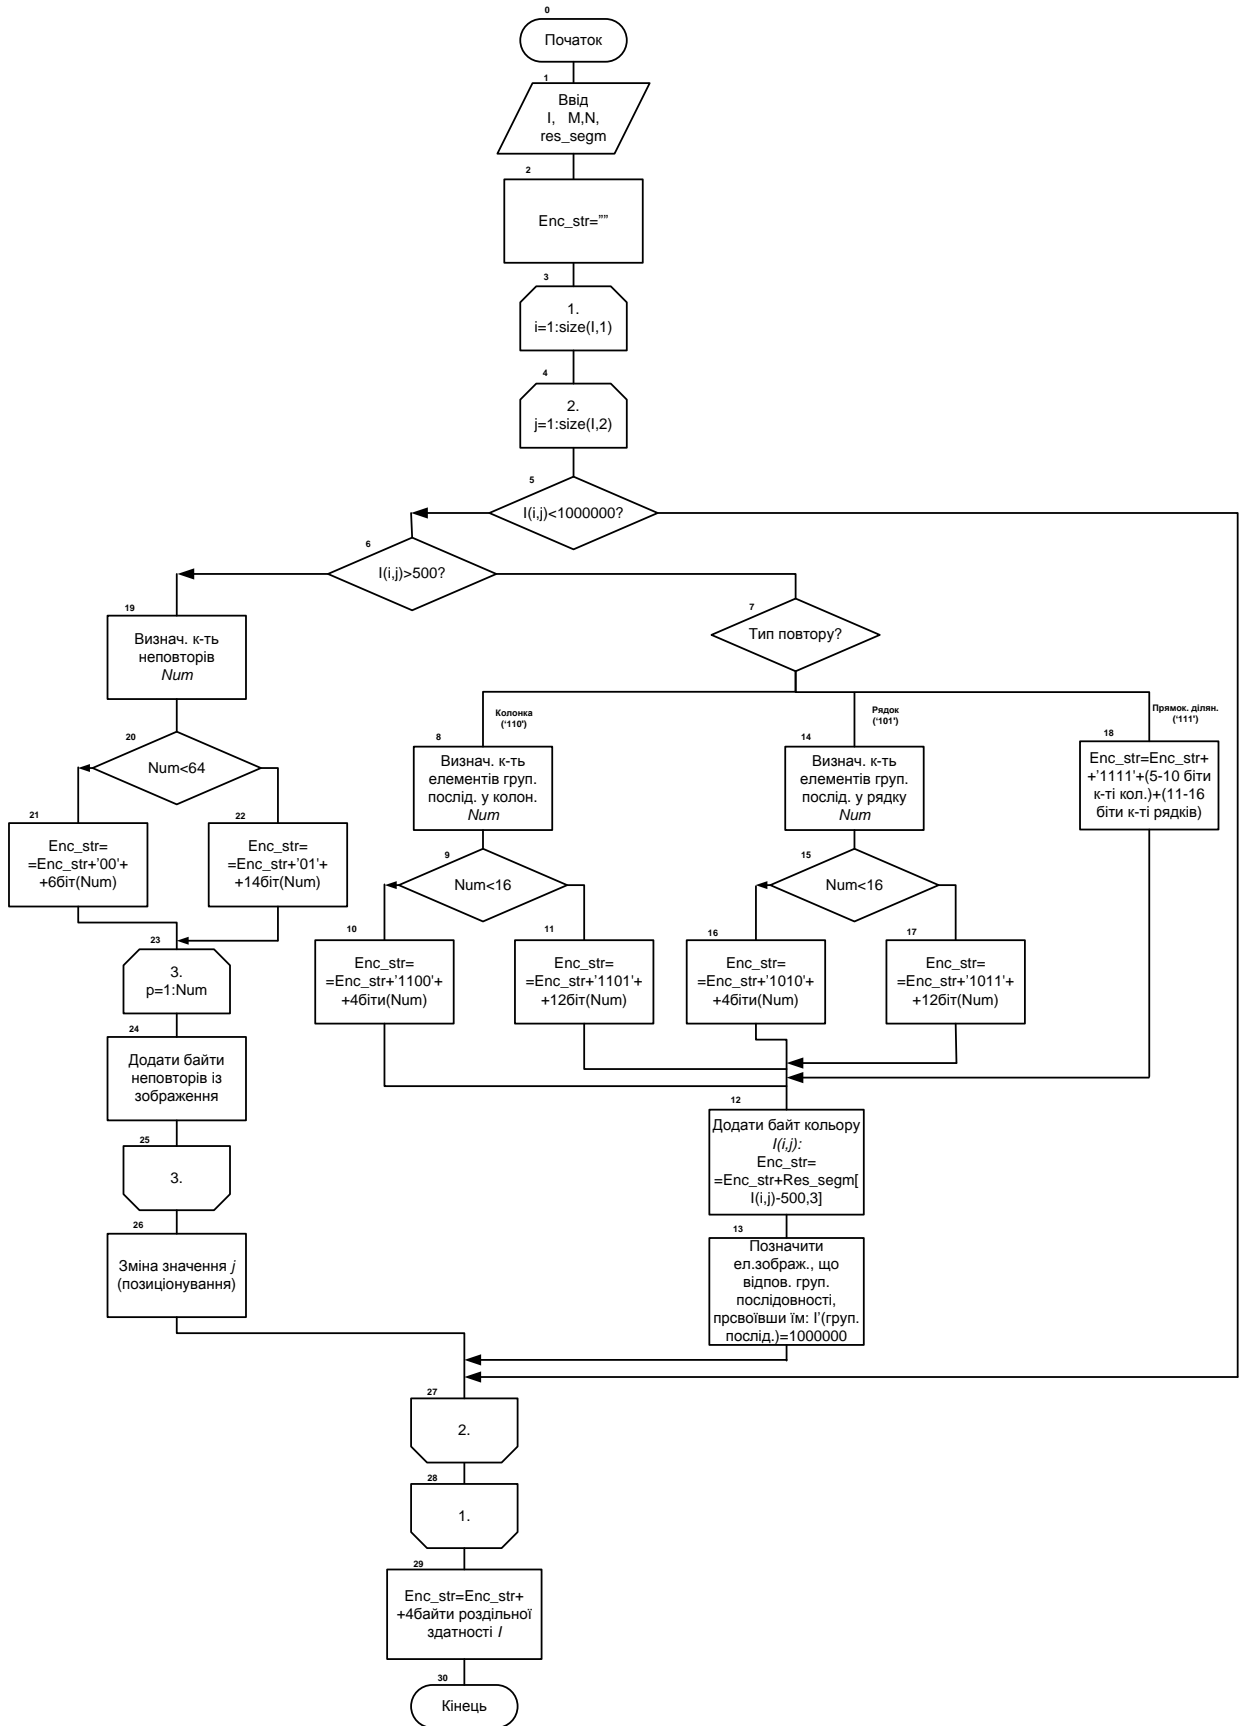 0
Початок
1
Ввід
I, M,N,
res_segm
2
Enc_str=””
3
1.
i=1:size(I,1)
4
2.
j=1:size(I,2)
5
I(i,j)<1000000?
6
I(i,j)>500?
7
Тип повтору?
19
Визнач. к-ть
неповторів
Num
20
Num<64
21
Enc_str=
=Enc_str+’00’+
+6біт(Num)
22
Enc_str=
=Enc_str+’01’+
+14біт(Num)
23
3.
p=1:Num
24
Додати байти
неповторів із
зображення
25
3.
26
Зміна значення j
(позиціонування)
Колонка
(‘110’)
8
Визнач. к-ть
елементів груп.
послід. у колон.
Num
9
Num<16
10
Enc_str=
=Enc_str+’1100’+
+4біти(Num)
11
Enc_str=
=Enc_str+’1101’+
+12біт(Num)
Рядок
(‘101’)
14
Визнач. к-ть
елементів груп.
послід. у рядку
Num
15
Num<16
16
Enc_str=
=Enc_str+’1010’+
+4біти(Num)
17
Enc_str=
=Enc_str+’1011’+
+12біт(Num)
Прямок. ділян.
(‘111’)
18
Enc_str=Enc_str+
+’1111’+(5-10 біти
к-ті кол.)+(11-16
біти к-ті рядків)
12
Додати байт кольору
I(i,j):
Enc_str=
=Enc_str+Res_segm[
I(i,j)-500,3]
13
Позначити
ел.зображ., що
відпов. груп.
послідовності,
прсвоївши їм: I’(груп.
послід.)=1000000
27
2.
28
1.
29
Enc_str=Enc_str+
+4байти роздільної
здатності I
30
Кінець